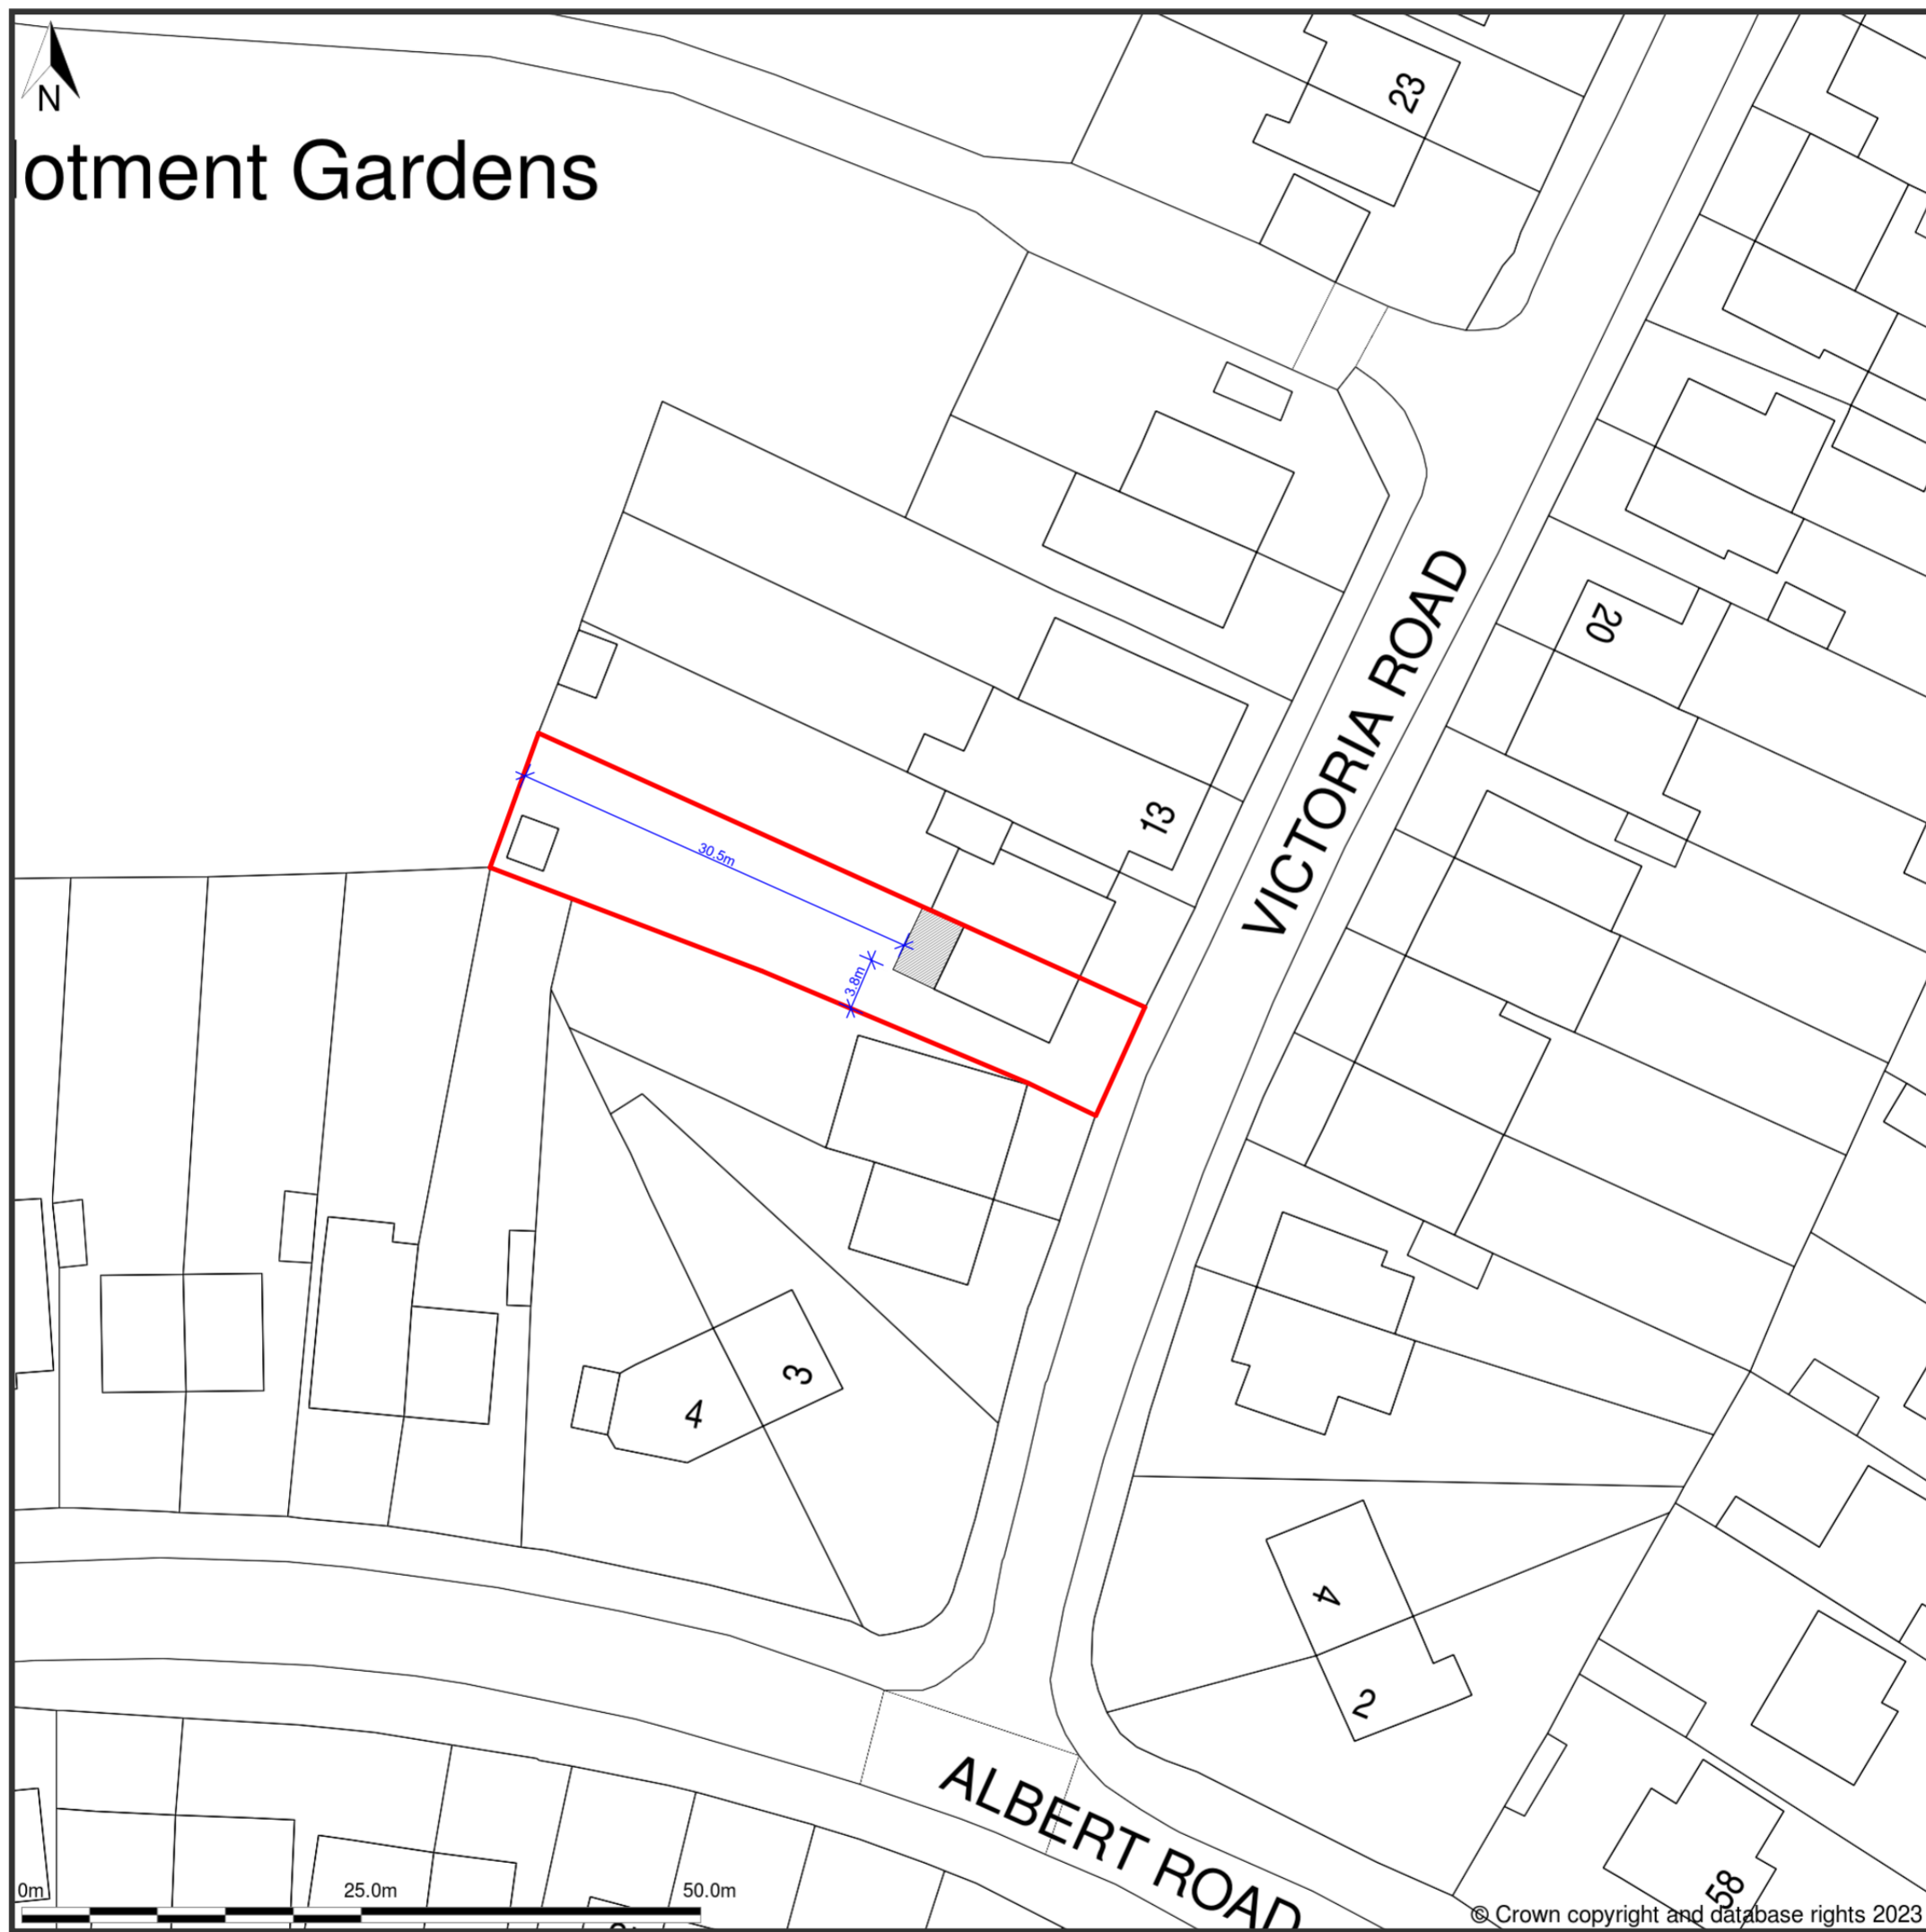 N
lotment Gardens
23
20
VICTORIA ROAD
13
30.5m
3.8m
3
4
4
2
ALBERT ROAD
58
0m
25.0m
50.0m
© Crown copyright and database rights 2023